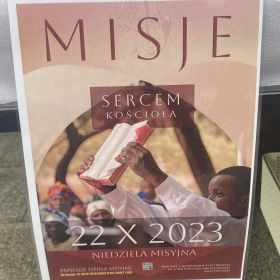 MISJE
SERCEM
KOŚCIOŁA
22 X 2023
NIEDZIELA MISYJNA
PAPIESKIE DZIEŁA MISYJNE